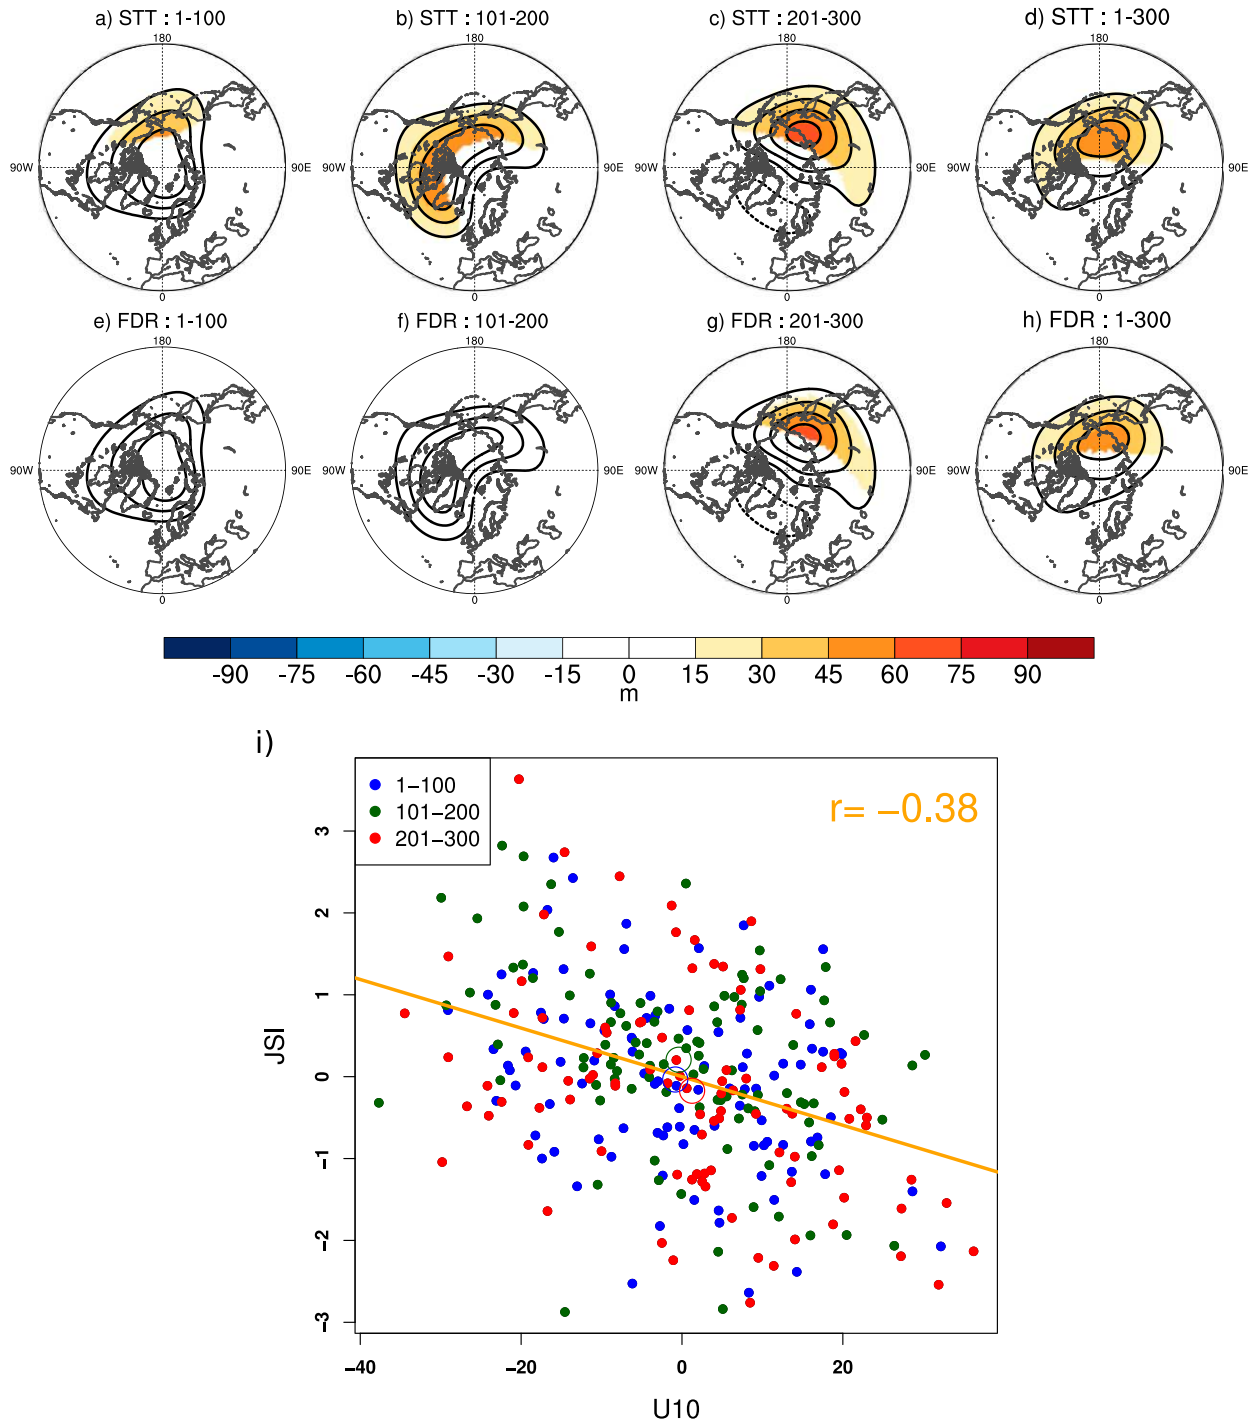 a) STT : 1-100
b) STT : 101-200
c) STT : 201-300
d) STT : 1-300
180
180
180
180
90W
90E
90W
90E
90W
90E
90W
90E
0
0
0
0
e) FDR : 1-100
f) FDR : 101-200
g) FDR : 201-300
h) FDR : 1-300
180
180
180
180
90W
90E
90W
90E
90W
90E
90W
90E
0
0
0
0
-90 -75 -60 -45 -30 -15 0 15 30 45 60 75 90
m
i)
1-100
101-200
201-300
r= -0.38
3
2
1
0
-1
-2
-3
JSI
-40 -20 0 20
U10